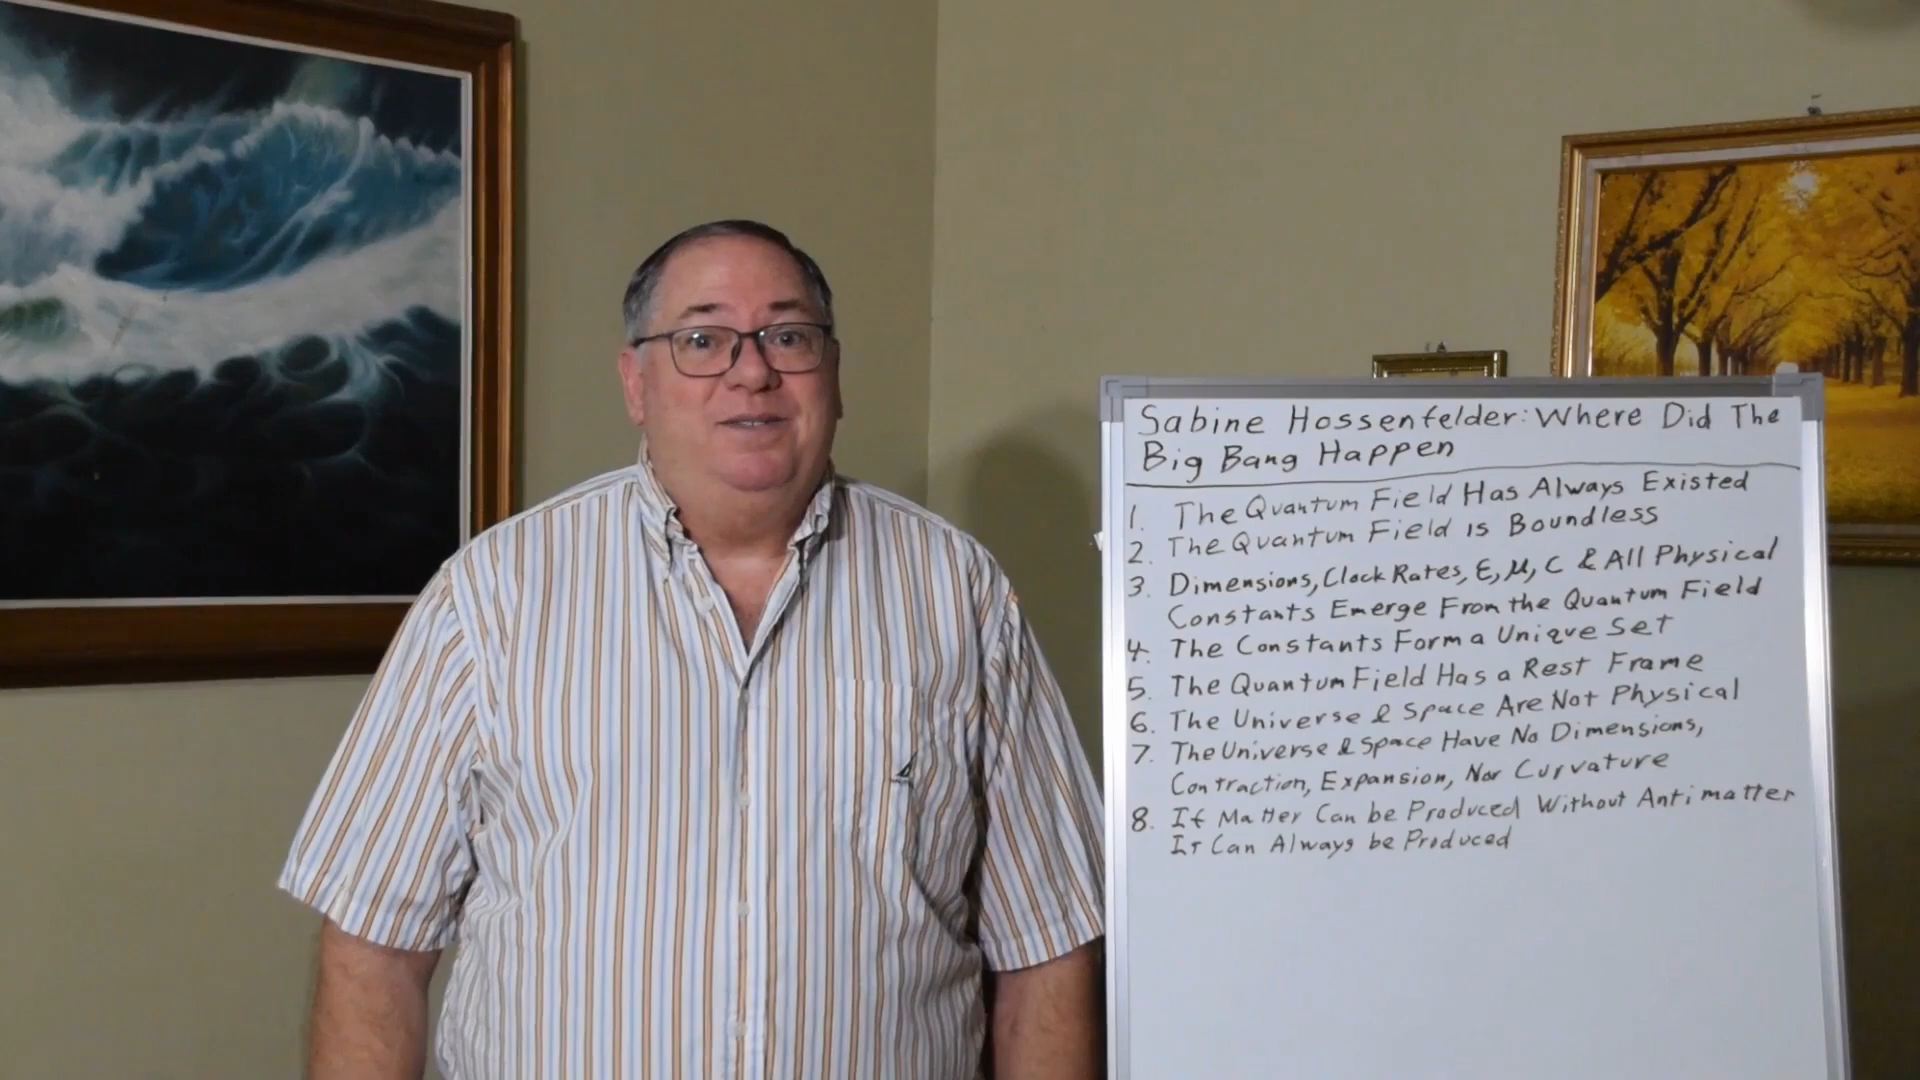 Sabine Hossenfelder: Where Did The
Big Bang Happen
1. The Quantum Field Has Always Existed
2. The Quantum Field is Boundless
3. Dimensions, Clock Rates, ε, μ, C & All Physical
Constants Emerge From the Quantum Field
4. The Constants Form a Unique Set
5. The Quantum Field Has a Rest Frame
6. The Universe & Space Are Not Physical
7. The Universe & Space Have No Dimensions,
Contraction, Expansion, Nor Curvature
8. If Matter Can be Produced Without Antimatter
It Can Always be Produced